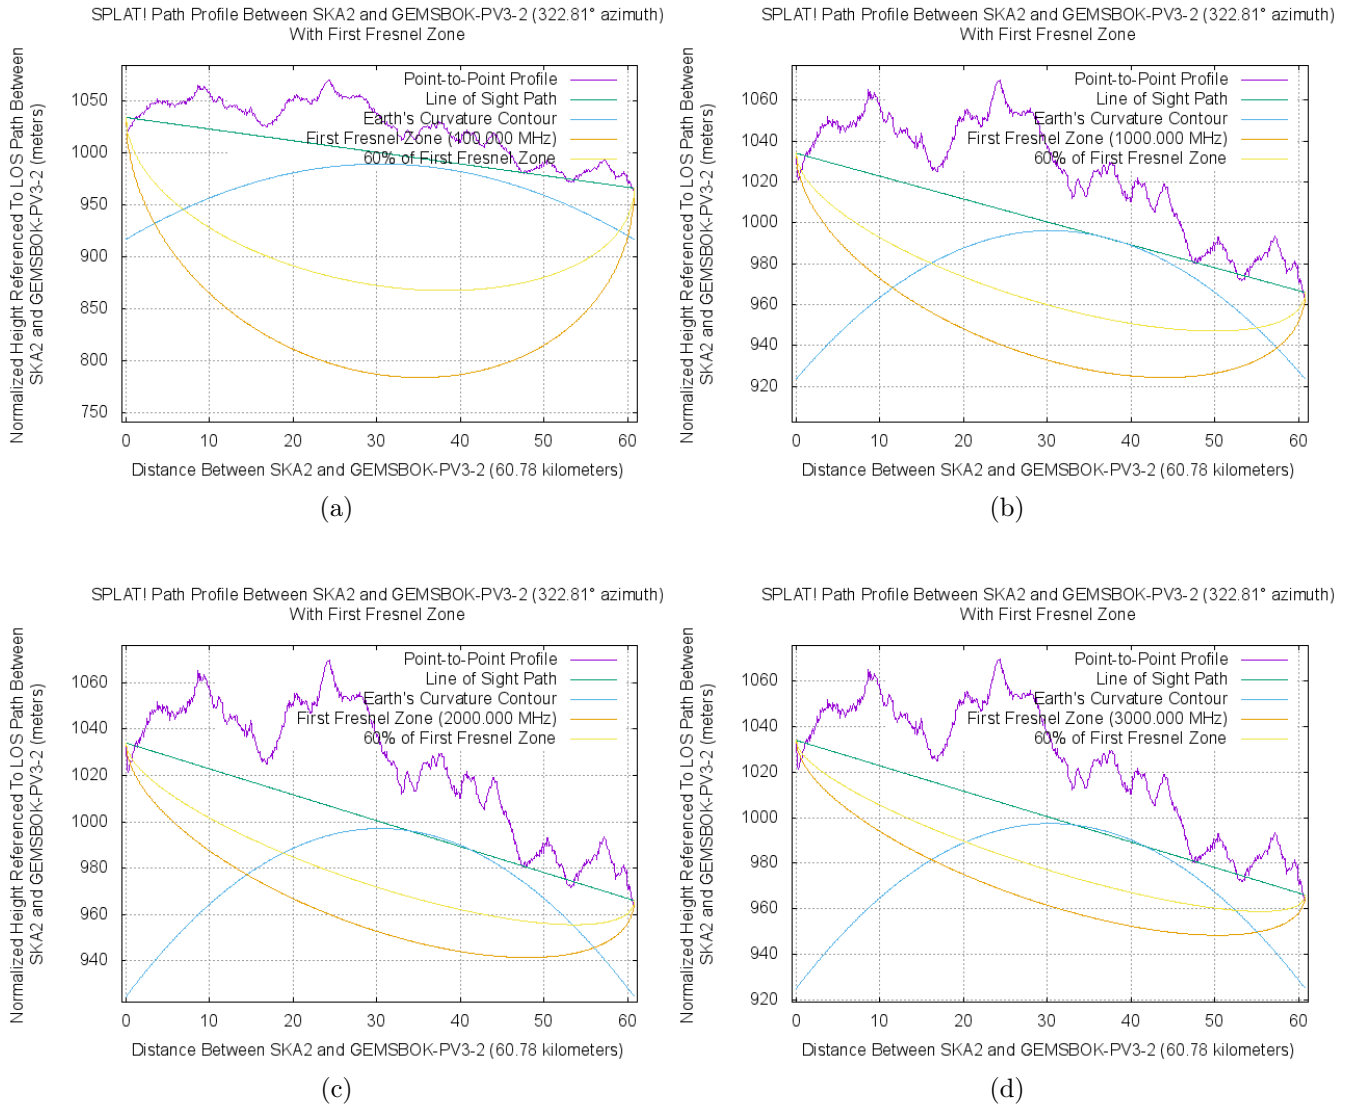 SPLAT! Path Profile Between SKA2 and GEMSBOK-PV3-2 (322.81° azimuth)
With First Fresnel Zone
Normalized Height Referenced To LOS Path Between
SKA2 and GEMSBOK-PV3-2 (meters)
Point-to-Point Profile
Line of Sight Path
Earth's Curvature Contour
First Fresnel Zone (100.000 MHz)
60% of First Fresnel Zone
1050
1000
950
900
850
800
750
0 10 20 30 40 50 60
Distance Between SKA2 and GEMSBOK-PV3-2 (60.78 kilometers)
(a)
SPLAT! Path Profile Between SKA2 and GEMSBOK-PV3-2 (322.81° azimuth)
With First Fresnel Zone
Normalized Height Referenced To LOS Path Between
SKA2 and GEMSBOK-PV3-2 (meters)
Point-to-Point Profile
Line of Sight Path
Earth's Curvature Contour
First Fresnel Zone (1000.000 MHz)
60% of First Fresnel Zone
1060
1040
1020
1000
980
960
940
920
0 10 20 30 40 50 60
Distance Between SKA2 and GEMSBOK-PV3-2 (60.78 kilometers)
(b)
SPLAT! Path Profile Between SKA2 and GEMSBOK-PV3-2 (322.81° azimuth)
With First Fresnel Zone
Normalized Height Referenced To LOS Path Between
SKA2 and GEMSBOK-PV3-2 (meters)
Point-to-Point Profile
Line of Sight Path
Earth's Curvature Contour
First Fresnel Zone (2000.000 MHz)
60% of First Fresnel Zone
1060
1040
1020
1000
980
960
940
0 10 20 30 40 50 60
Distance Between SKA2 and GEMSBOK-PV3-2 (60.78 kilometers)
(c)
SPLAT! Path Profile Between SKA2 and GEMSBOK-PV3-2 (322.81° azimuth)
With First Fresnel Zone
Normalized Height Referenced To LOS Path Between
SKA2 and GEMSBOK-PV3-2 (meters)
Point-to-Point Profile
Line of Sight Path
Earth's Curvature Contour
First Fresnel Zone (3000.000 MHz)
60% of First Fresnel Zone
1060
1040
1020
1000
980
960
940
920
0 10 20 30 40 50 60
Distance Between SKA2 and GEMSBOK-PV3-2 (60.78 kilometers)
(d)